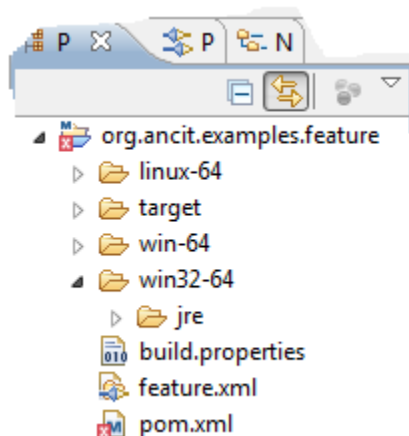 P P N
org.ancit.examples.feature
linux-64
target
win-64
win32-64
jre
build.properties
feature.xml
pom.xml